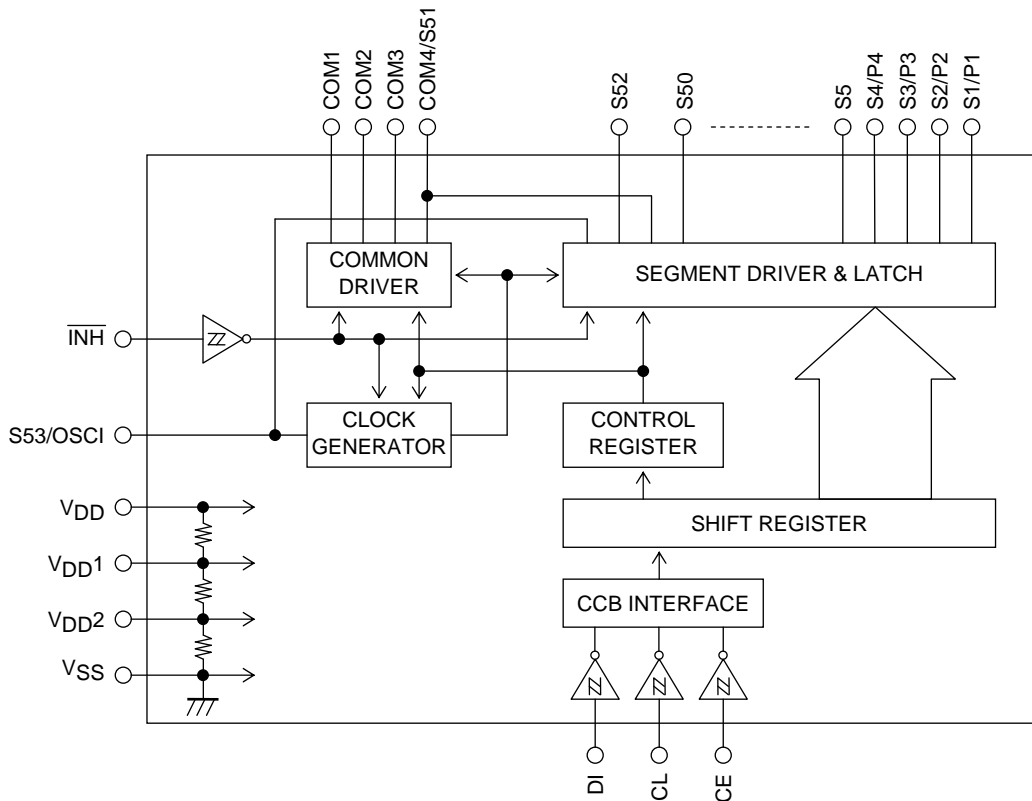 COM1
COM2
COM3
COM4/S51
S52
S50
S5
S4/P4
S3/P3
S2/P2
S1/P1
COMMON
DRIVER
SEGMENT DRIVER & LATCH
INH
S53/OSCI
CLOCK
GENERATOR
CONTROL
REGISTER
VDD
SHIFT REGISTER
VDD1
CCB INTERFACE
VDD2
VSS
DI
CL
CE